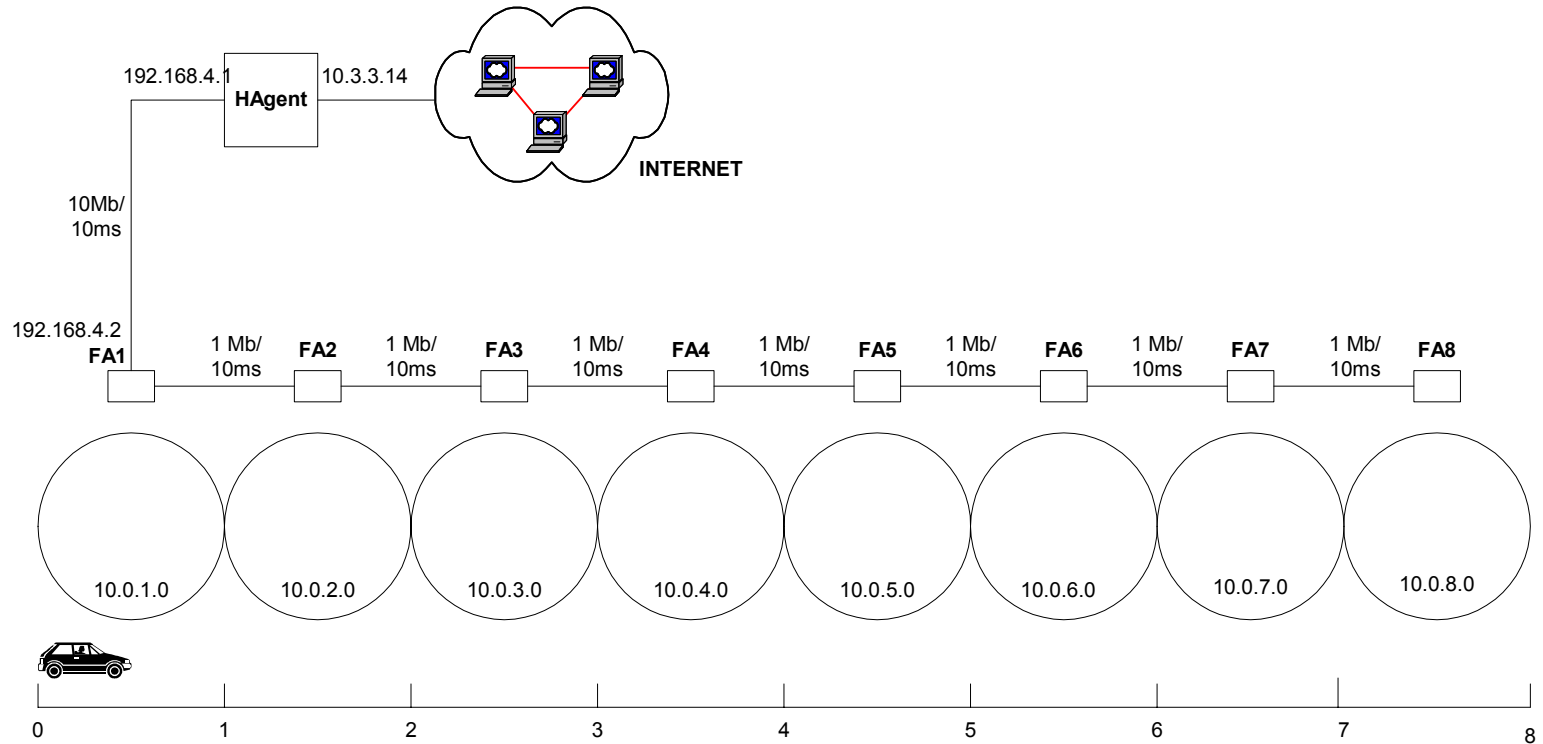 192.168.4.1
HAgent
10.3.3.14
INTERNET
10Mb/
10ms
192.168.4.2
FA1
1 Mb/
10ms
FA2
1 Mb/
10ms
FA3
1 Mb/
10ms
FA4
1 Mb/
10ms
FA5
1 Mb/
10ms
FA6
1 Mb/
10ms
FA7
1 Mb/
10ms
FA8
10.0.1.0
10.0.2.0
10.0.3.0
10.0.4.0
10.0.5.0
10.0.6.0
10.0.7.0
10.0.8.0
0
1
2
3
4
5
6
7
8